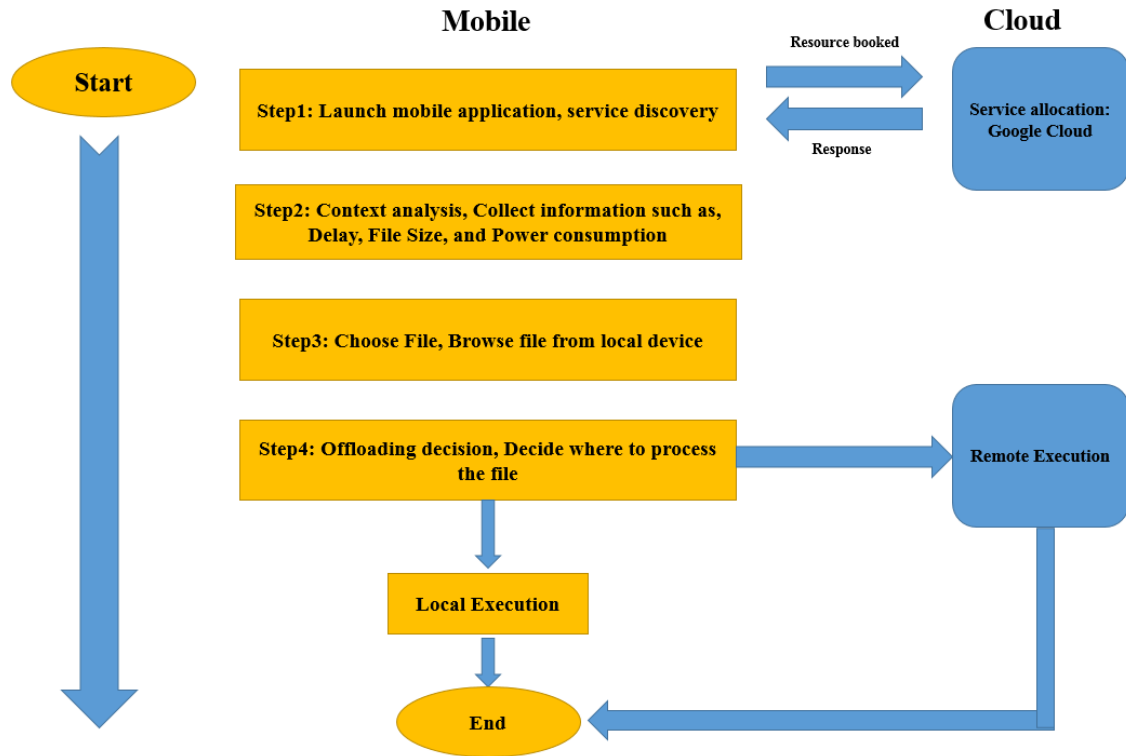 Mobile
Cloud
Start
Resource booked
Step1: Launch mobile application, service discovery
Service allocation:
Google Cloud
Response
Step2: Context analysis, Collect information such as,
Delay, File Size, and Power consumption
Step3: Choose File, Browse file from local device
Step4: Offloading decision, Decide where to process
the file
Remote Execution
Local Execution
End